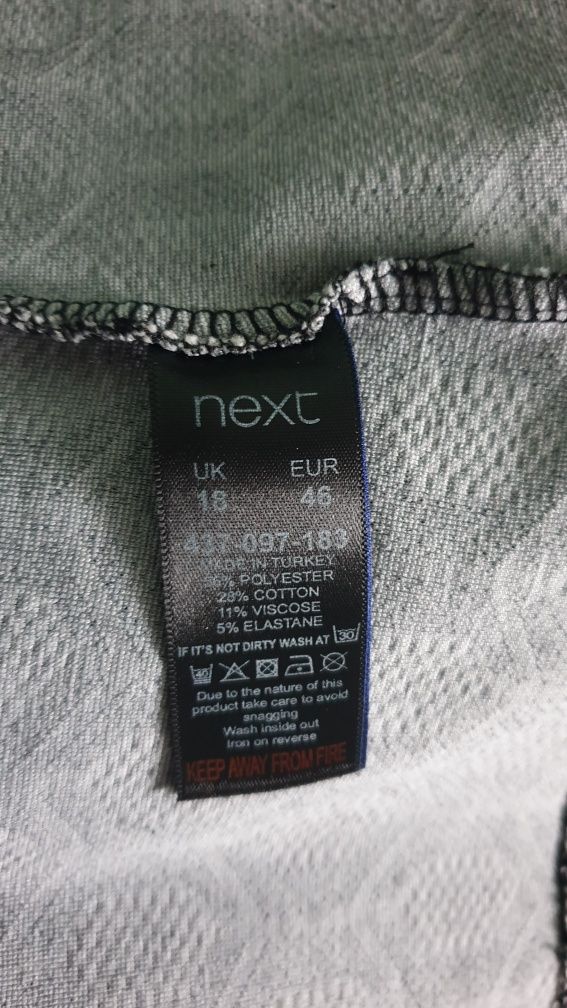 next
UK EUR
18 46
437-097-183
MADE IN TURKEY
POLYESTER
28% COTTON
11% VISCOSE
5% ELASTANE
IF IT'S NOT DIRTY WASH AT 30
40
Due to the nature of this
product take care to avoid
snagging
Wash inside out
Iron on reverse
KEEP AWAY FROM FIRE